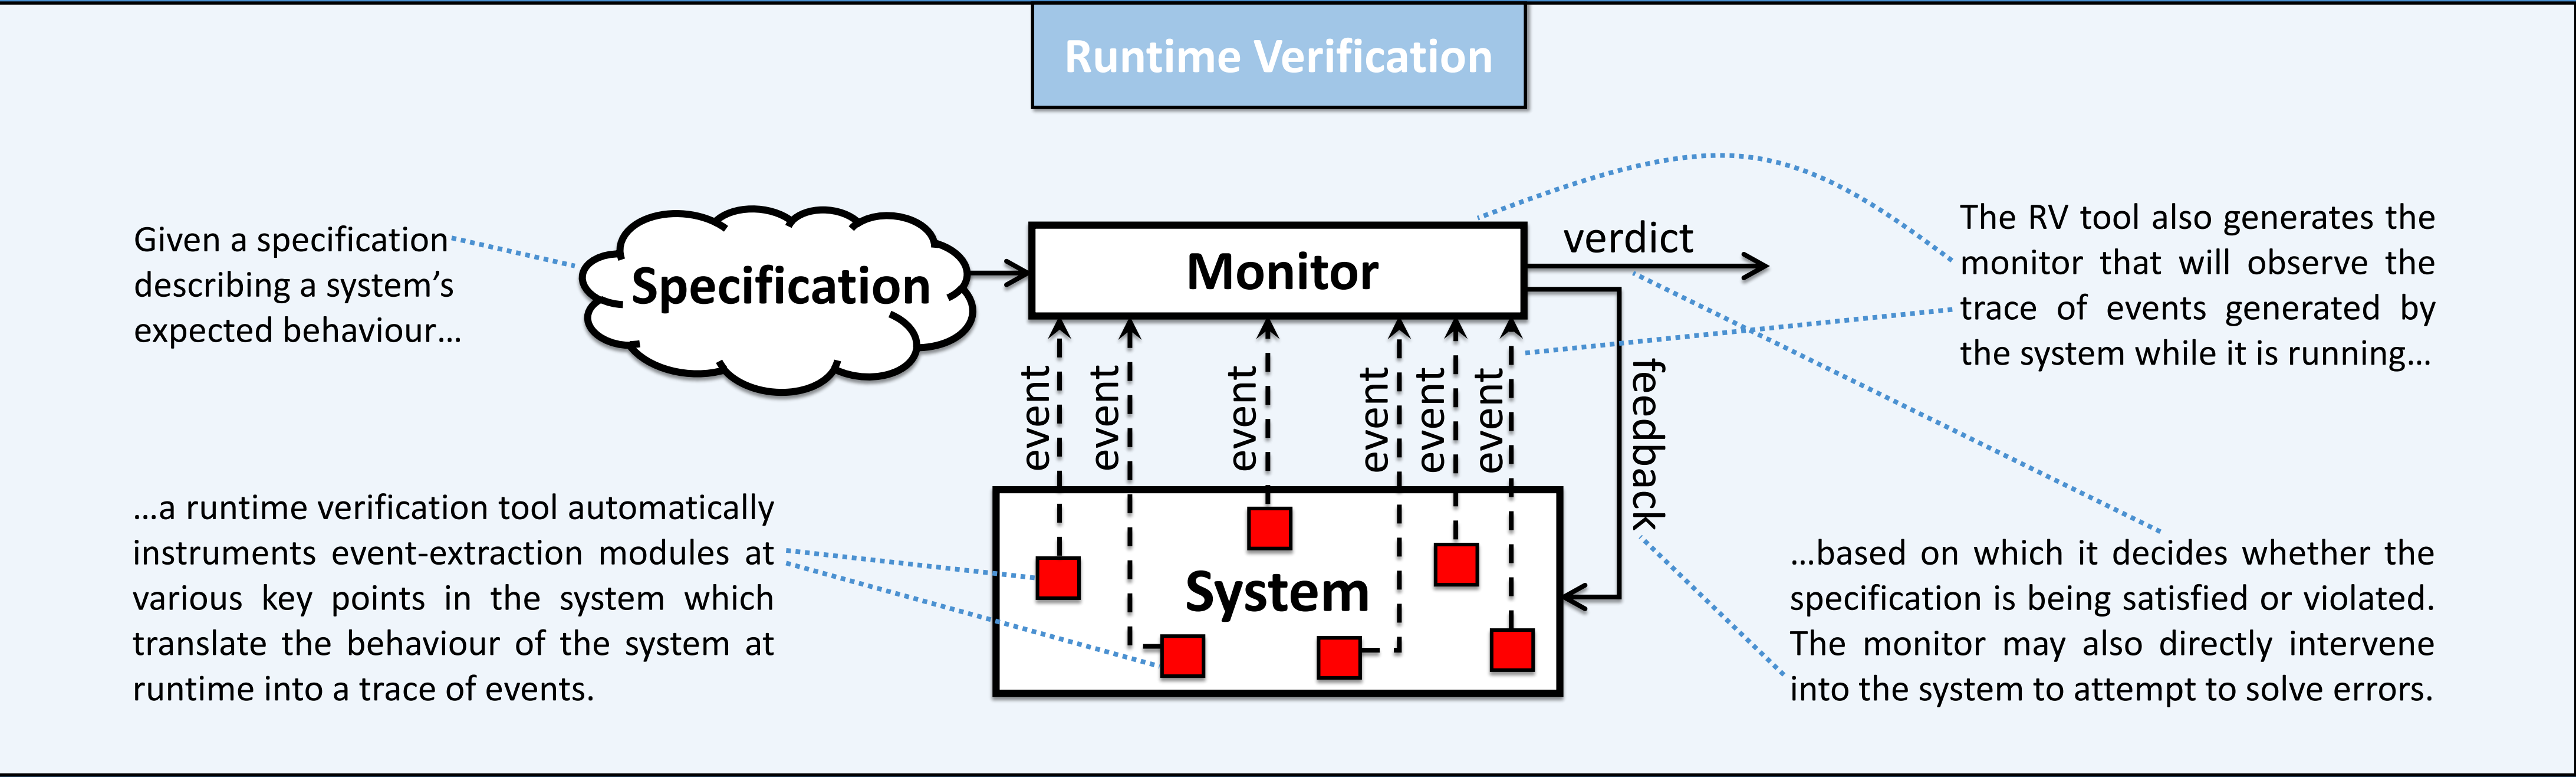 Runtime Verification
Given a specification
describing a system's
expected behaviour...
Specification
Monitor
verdict
The RV tool also generates the
monitor that will observe the
trace of events generated by
the system while it is running...
event
event
event
event
event
event
feedback
...a runtime verification tool automatically
instruments event-extraction modules at
various key points in the system which
translate the behaviour of the system at
runtime into a trace of events.
System
...based on which it decides whether the
specification is being satisfied or violated.
The monitor may also directly intervene
into the system to attempt to solve errors.